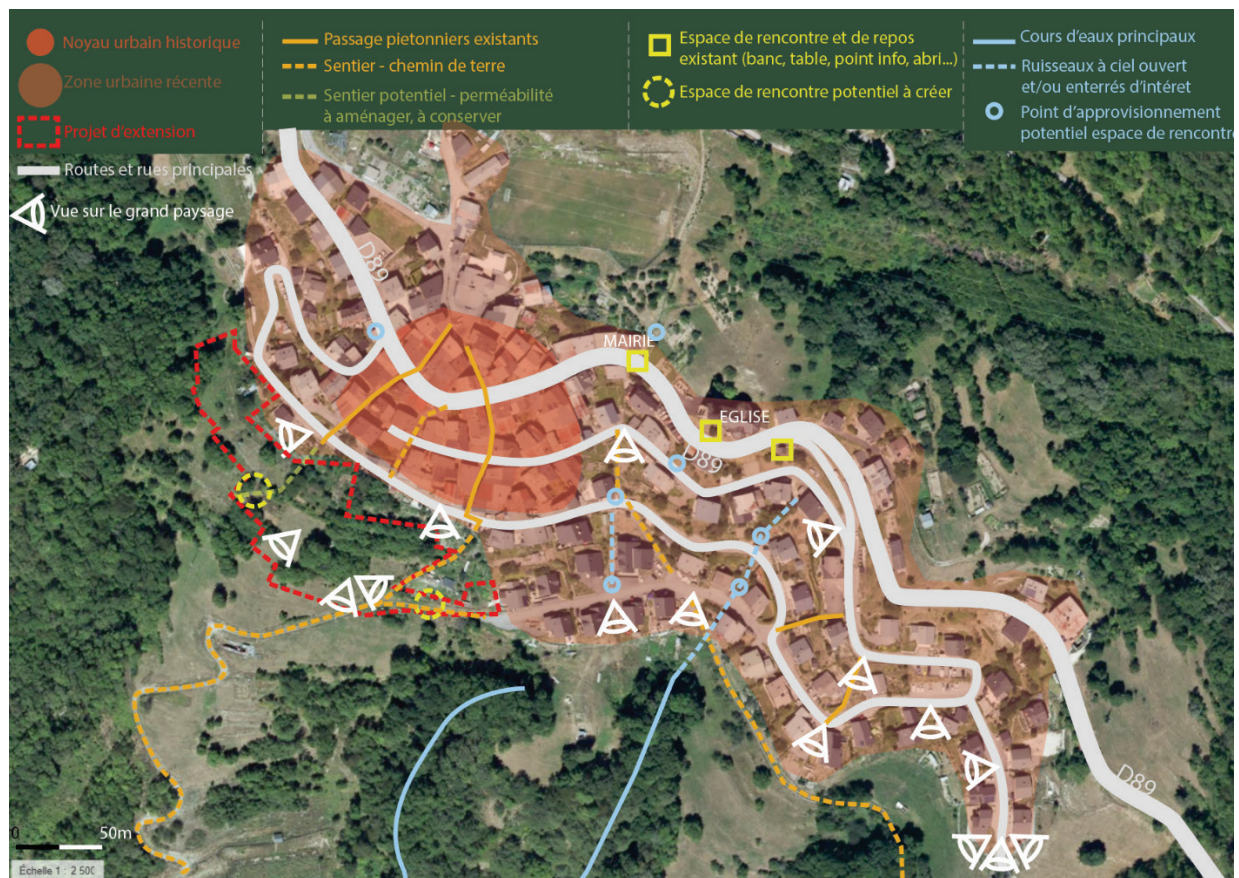 Noyau urbain historique
Zone urbaine récente
Projet d'extension
Routes et rues principales
Vue sur le grand paysage
Passage pietonniers existants
Sentier - chemin de terre
Sentier potentiel - perméabilité
à aménager, à conserver
Espace de rencontre et de repos
existant (banc, table, point info, abri...)
Espace de rencontre potentiel à créer
Cours d'eaux principaux
Ruisseaux à ciel ouvert
et/ou enterrés d'intéret
Point d'approvisionnement
potentiel espace de rencontre
D89
MAIRIE
EGLISE
D89
D89
0 50m
Échelle 1 : 2 500